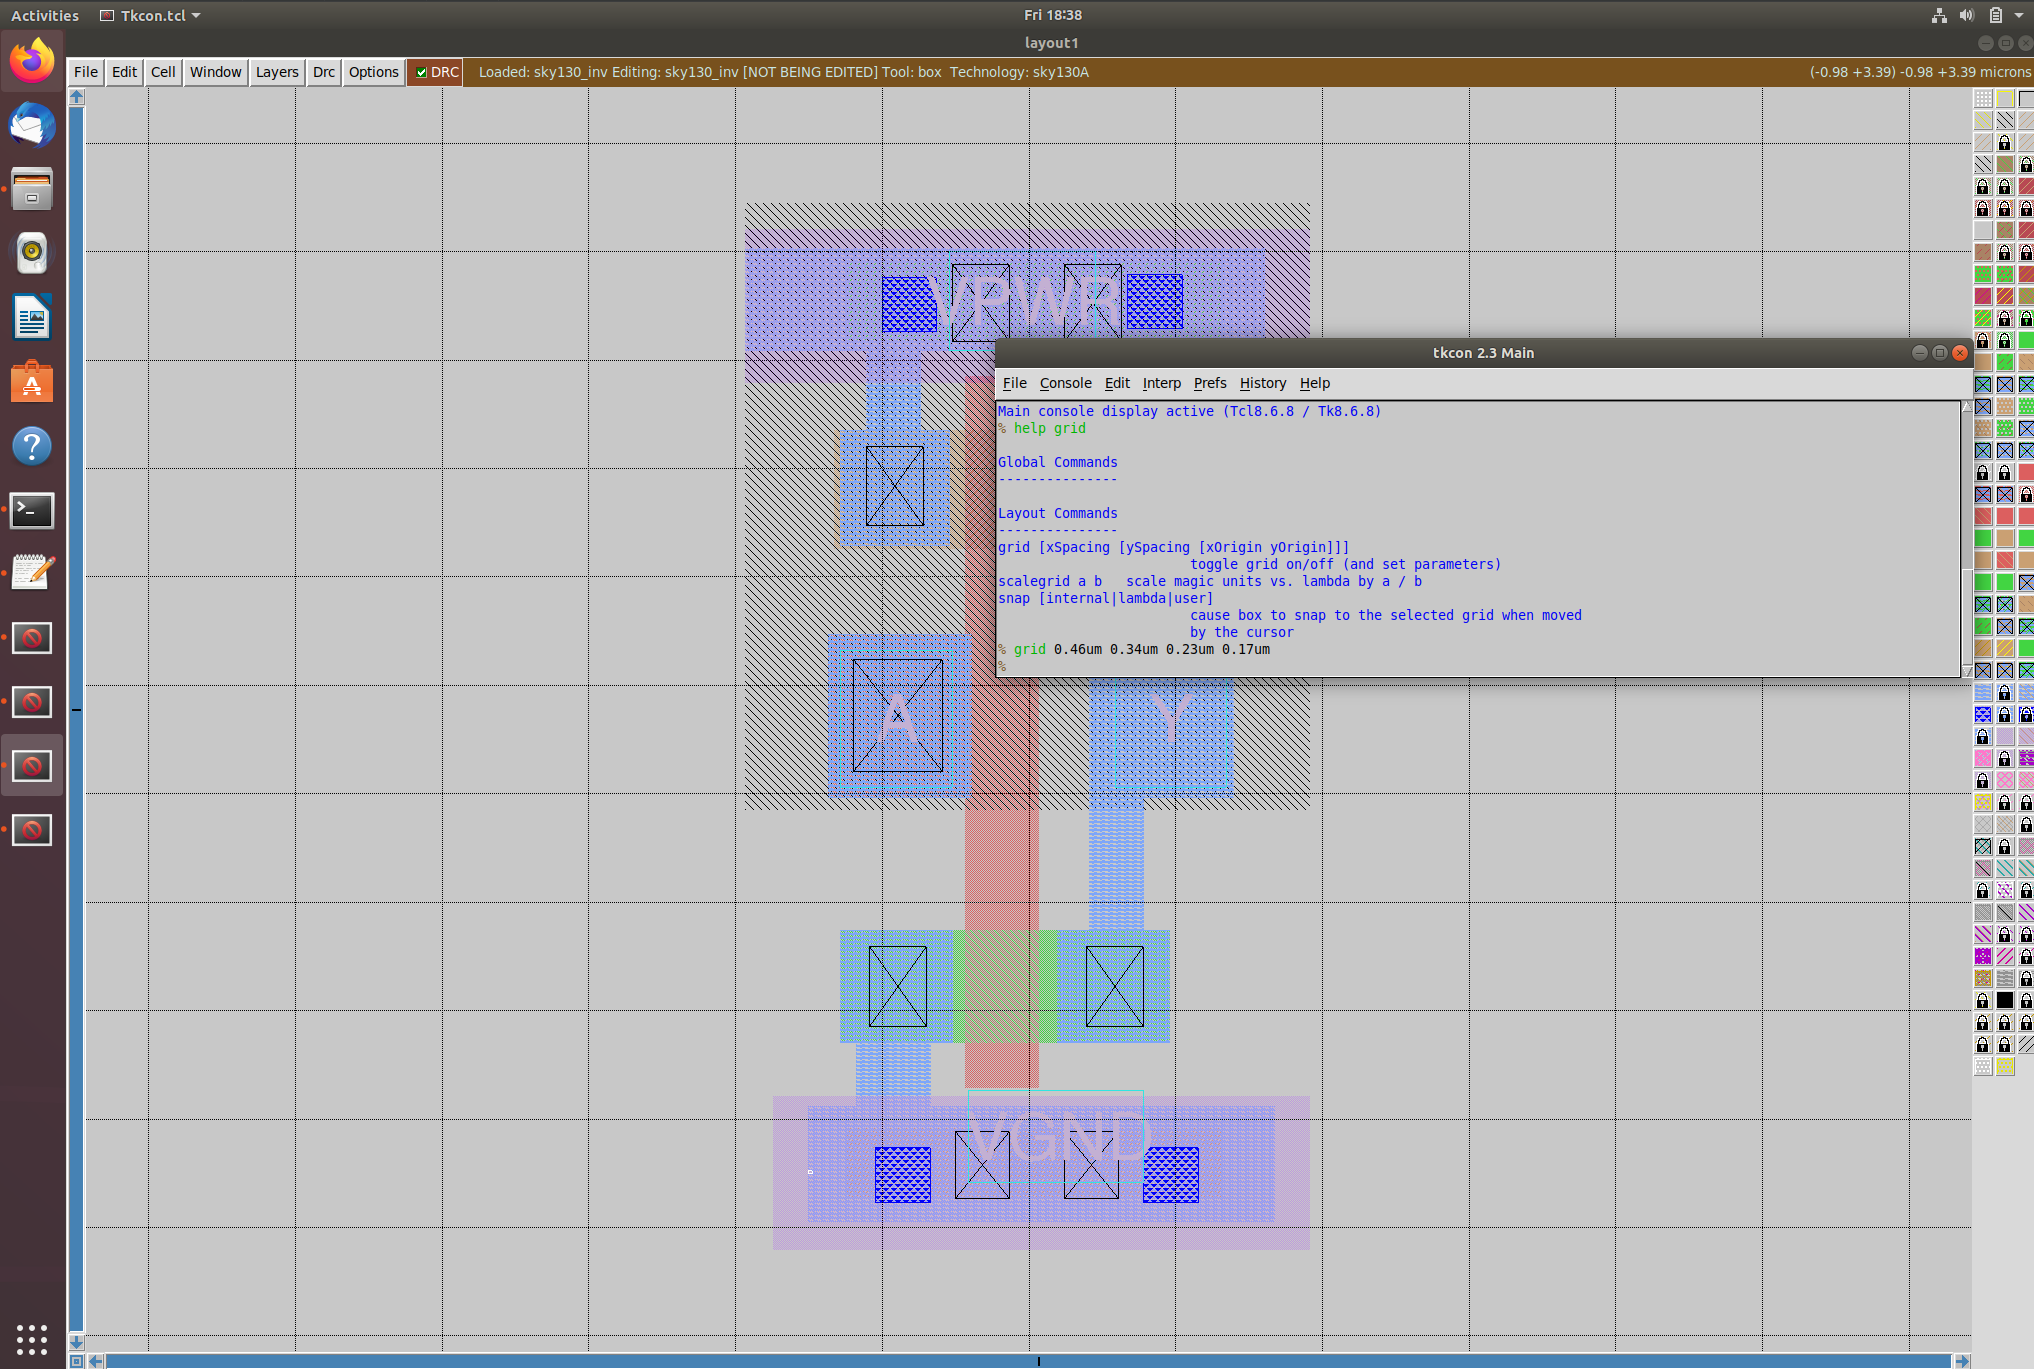 Activities Tkcon.tcl Fri 18:38
layout1
File Edit Cell Window Layers Drc Options DRC Loaded: sky130_inv Editing: sky130_inv [NOT BEING EDITED] Tool: box Technology: sky130A (-0.98 +3.39) -0.98 +3.39 microns
VPWR
tkcon 2.3 Main
File Console Edit Interp Prefs History Help
Main console display active (Tcl8.6.8 / Tk8.6.8)
% help grid
Global Commands
---------------
Layout Commands
---------------
grid [xSpacing [ySpacing [xOrigin yOrigin]]]
toggle grid on/off (and set parameters)
scalegrid a b scale magic units vs. lambda by a / b
snap [internal|lambda|user]
cause box to snap to the selected grid when moved
by the cursor
% grid 0.46um 0.34um 0.23um 0.17um
%
A Y
VGND